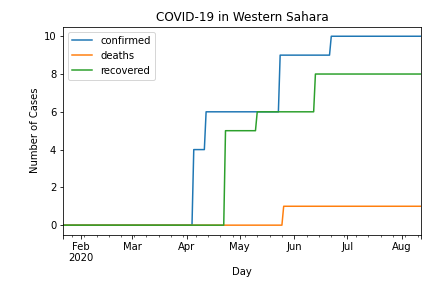 COVID-19 in Western Sahara
confirmed
deaths
recovered
Number of Cases
10
8
6
4
2
0
Feb Mar Apr May Jun Jul Aug
2020
Day